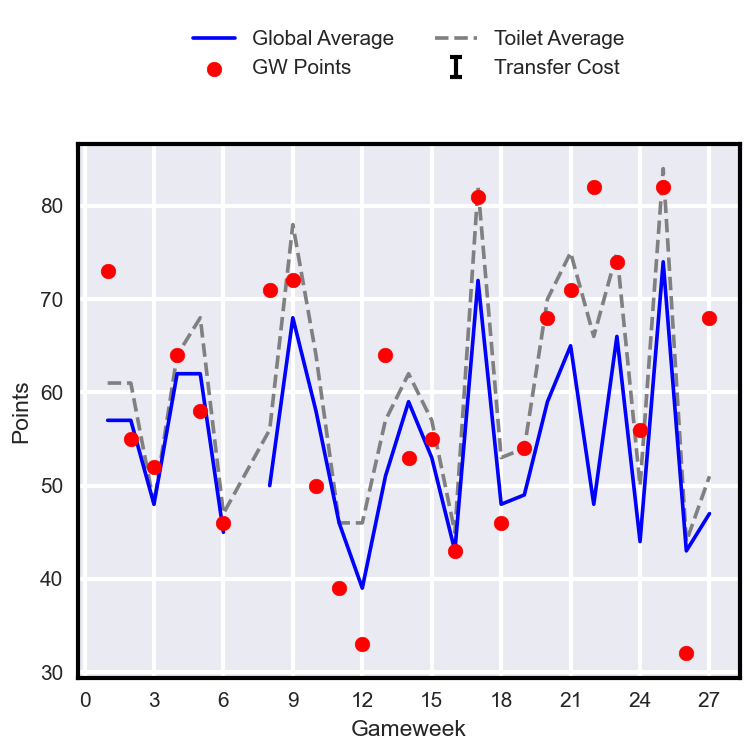 Global Average
Toilet Average
GW Points
Transfer Cost
Points
80
70
60
50
40
30
0 3 6 9 12 15 18 21 24 27
Gameweek